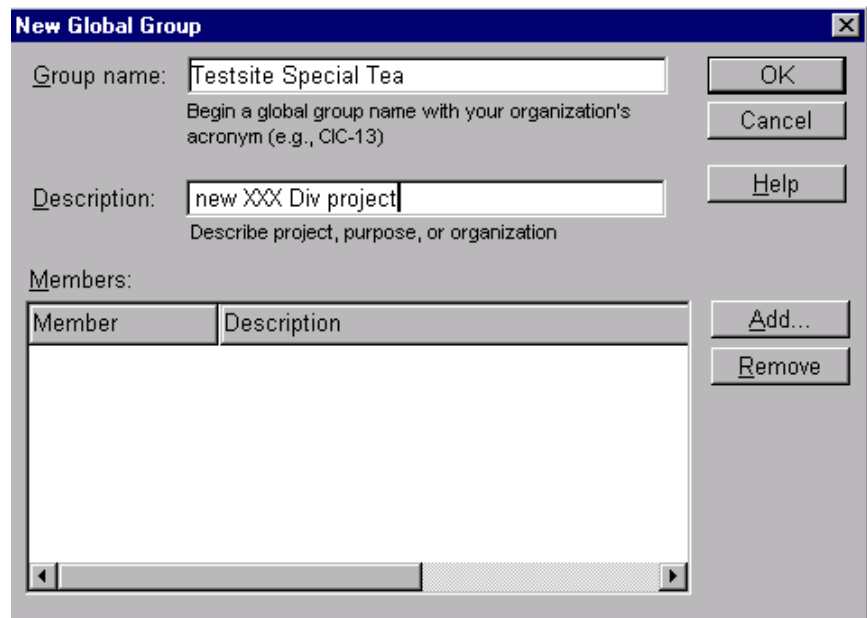 New Global Group
Group name: Testsite Special Tea OK
Begin a global group name with your organization's
acronym (e.g., CIC-13)
Cancel
Description: new XXX Div project Help
Describe project, purpose, or organization
Members:
Member Description Add...
Remove